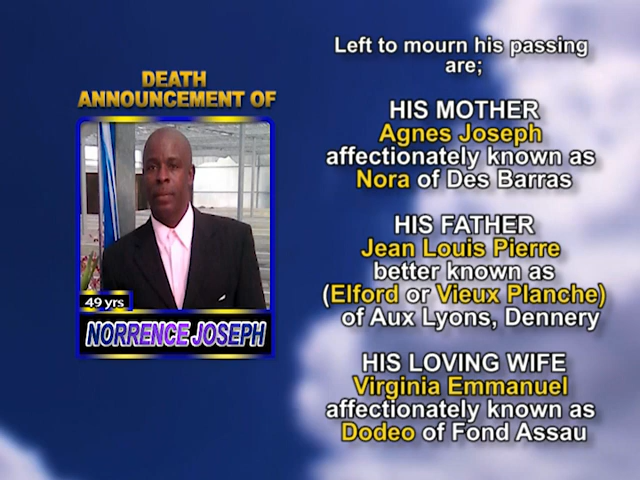 DEATH
ANNOUNCEMENT OF
49 yrs
NORRENCE JOSEPH
Left to mourn his passing
are;
HIS MOTHER
Agnes Joseph
affectionately known as
Nora of Des Barras
HIS FATHER
Jean Louis Pierre
better known as
(Elford or Vieux Planche)
of Aux Lyons, Dennery
HIS LOVING WIFE
Virginia Emmanuel
affectionately known as
Dodeo of Fond Assau